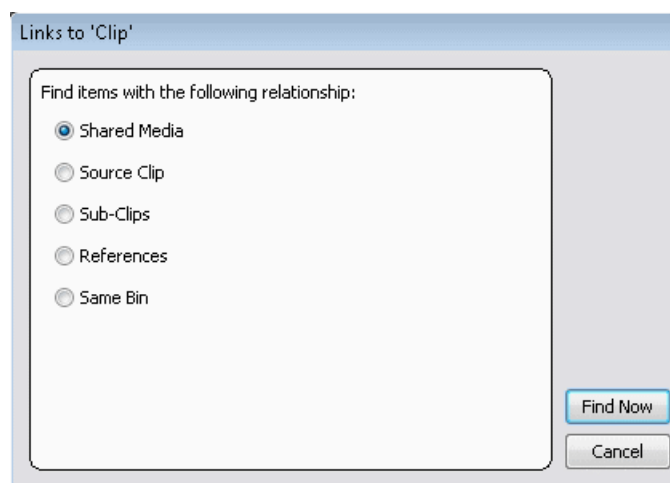 Links to 'Clip'
Find items with the following relationship:
Shared Media
Source Clip
Sub-Clips
References
Same Bin
Find Now
Cancel